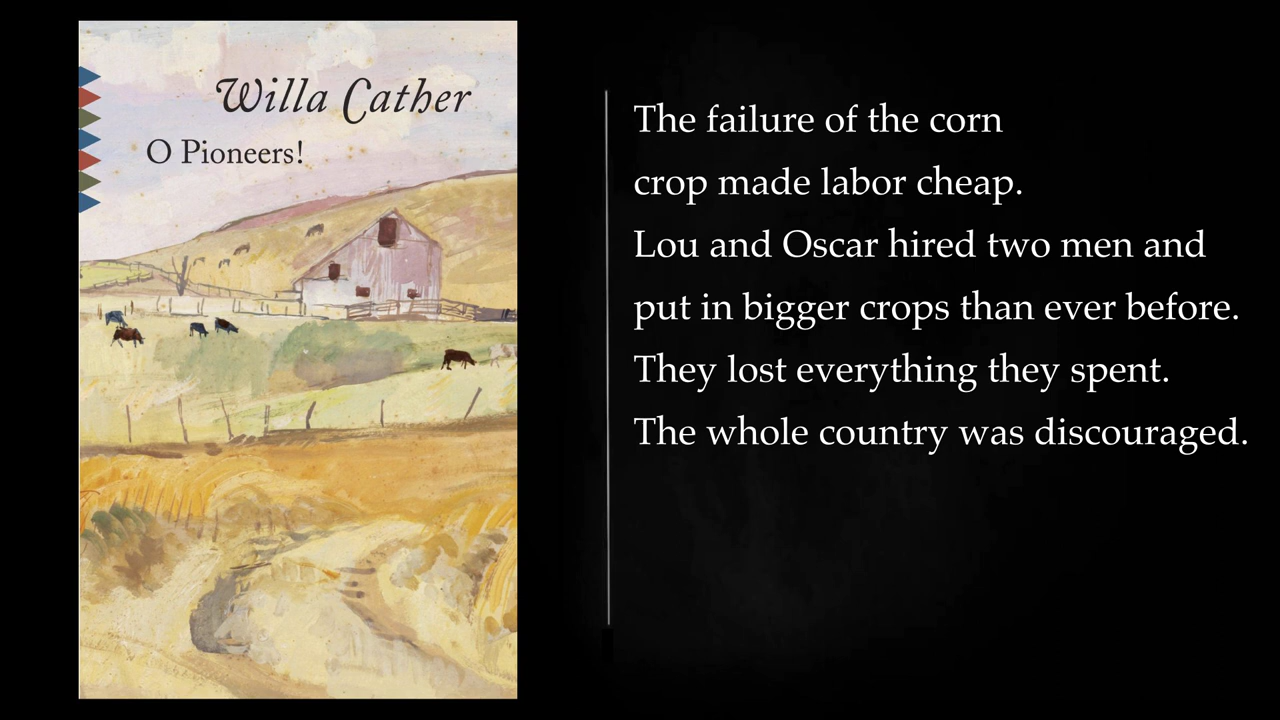 Willa Cather
O Pioneers!
The failure of the corn
crop made labor cheap.
Lou and Oscar hired two men and
put in bigger crops than ever before.
They lost everything they spent.
The whole country was discouraged.